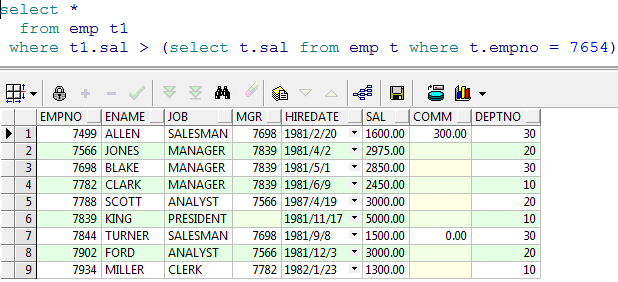 select *
from emp t1
where t1.sal > (select t.sal from emp t where t.empno = 7654)
EMPNO ENAME JOB MGR HIREDATE SAL COMM DEPTNO
1 7499 ALLEN SALESMAN 7698 1981/2/20 1600.00 300.00 30
2 7566 JONES MANAGER 7839 1981/4/2 2975.00 20
3 7698 BLAKE MANAGER 7839 1981/5/1 2850.00 30
4 7782 CLARK MANAGER 7839 1981/6/9 2450.00 10
5 7788 SCOTT ANALYST 7566 1987/4/19 3000.00 20
6 7839 KING PRESIDENT 1981/11/17 5000.00 10
7 7844 TURNER SALESMAN 7698 1981/9/8 1500.00 0.00 30
8 7902 FORD ANALYST 7566 1981/12/3 3000.00 20
9 7934 MILLER CLERK 7782 1982/1/23 1300.00 10